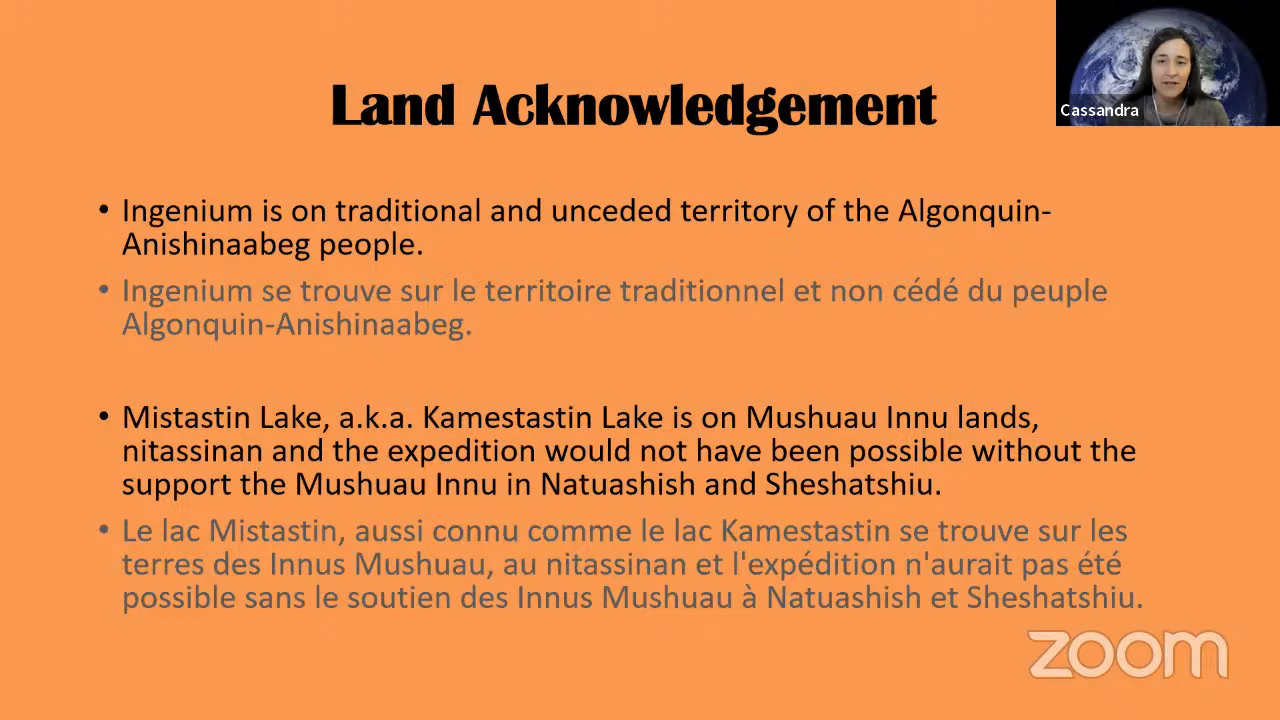 Land Acknowledgement
Cassandra
• Ingenium is on traditional and unceded territory of the Algonquin-
Anishinaabeg people.
• Ingenium se trouve sur le territoire traditionnel et non cédé du peuple
Algonquin-Anishinaabeg.
• Mistastin Lake, a.k.a. Kamestastin Lake is on Mushuau Innu lands,
nitassinan and the expedition would not have been possible without the
support the Mushuau Innu in Natuashish and Sheshatshiu.
• Le lac Mistastin, aussi connu comme le lac Kamestastin se trouve sur les
terres des Innus Mushuau, au nitassinan et l'expédition n'aurait pas été
possible sans le soutien des Innus Mushuau à Natuashish et Sheshatshiu.
zoom